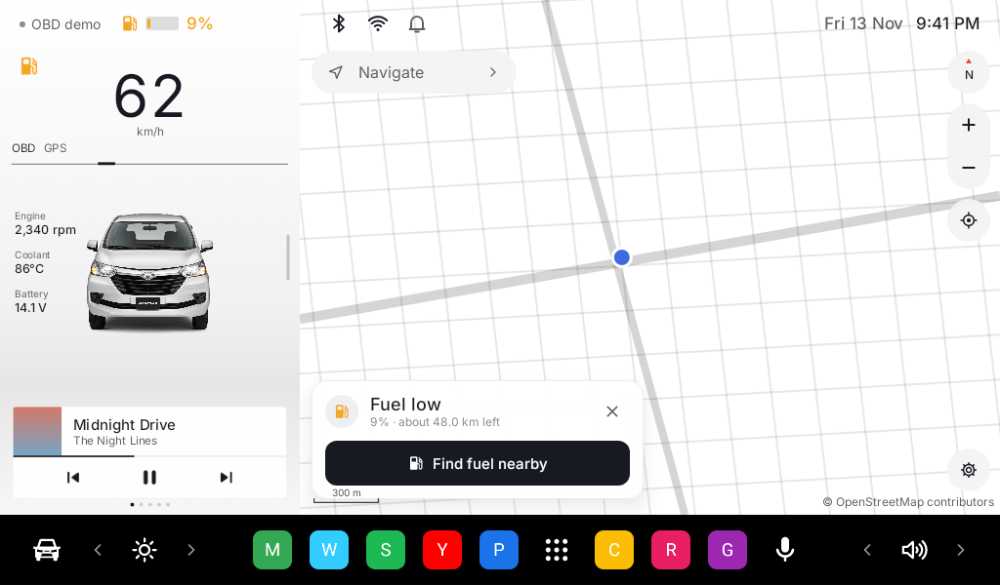 OBD demo
9%
62
km/h
OBD GPS
Engine
2,340 rpm
Coolant
86°C
Battery
14.1 V
Midnight Drive
The Night Lines
Fri 13 Nov 9:41 PM
Navigate
N
+
−
Fuel low
9% · about 48.0 km left
Find fuel nearby
300 m
© OpenStreetMap contributors
M W S Y P C R G